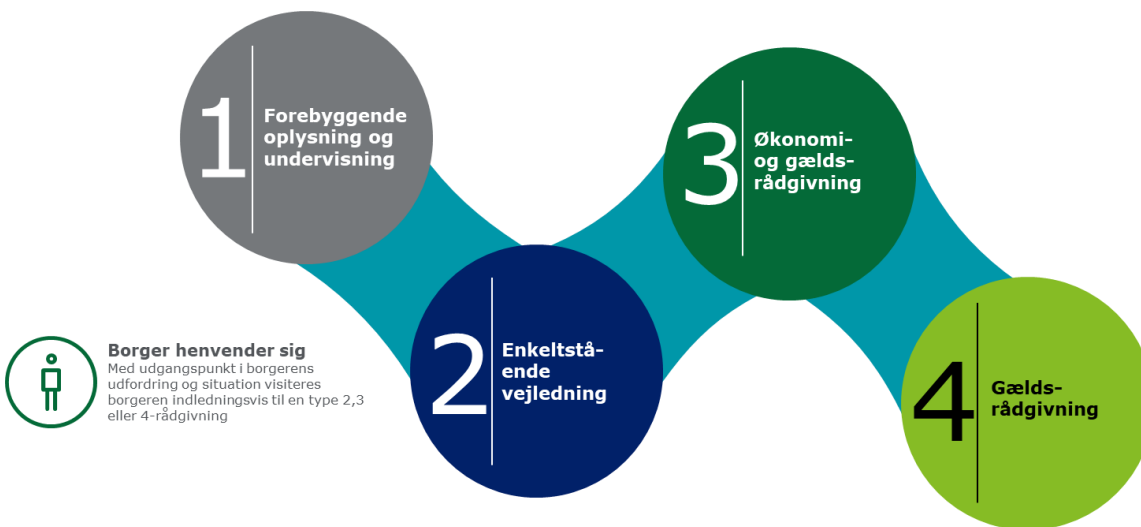 1
Forebyggende
oplysning og
undervisning
2
Enkeltstå-
ende
vejledning
3
Økonomi-
og gælds-
rådgivning
4
Gælds-
rådgivning
Borger henvender sig
Med udgangspunkt i borgerens
udfordring og situation visiteres
borgeren indledningsvis til en type 2,3
eller 4-rådgivning